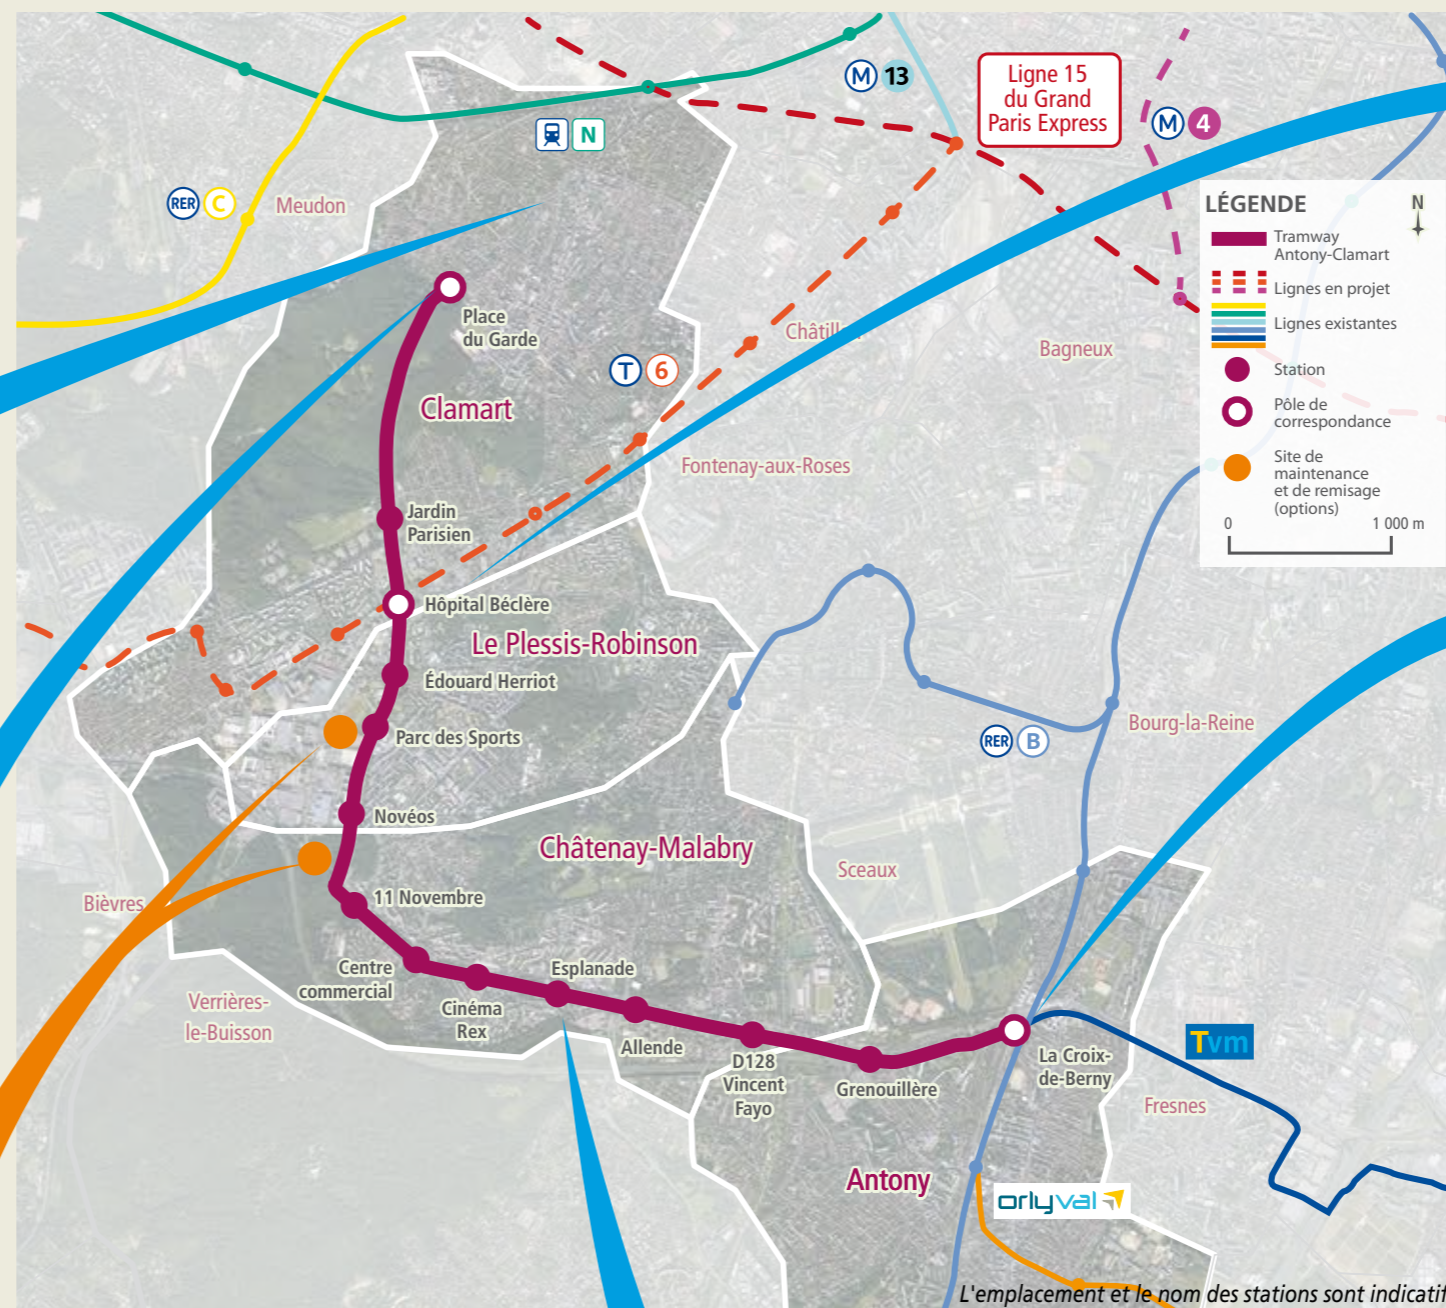 M 13
Ligne 15
du Grand
Paris Express
M 4
N
RER C
Meudon
LÉGENDE
N
Tramway
Antony-Clamart
Lignes en projet
Lignes existantes
Station
Pôle de
correspondance
Site de
maintenance
et de remisage
(options)
0
1 000 m
Place
du Garde
Châtill
Bagneux
T 6
Clamart
Fontenay-aux-Roses
Jardin
Parisien
Hôpital Béclère
Le Plessis-Robinson
Édouard Herriot
Parc des Sports
RER B
Bourg-la-Reine
Novéos
Châtenay-Malabry
Sceaux
Bièvres
11 Novembre
Centre
commercial
Esplanade
Cinéma
Rex
Verrières-
le-Buisson
Allende
D128
Vincent
Fayo
Grenouillère
La Croix-
de-Berny
Tvm
Fresnes
Antony
orlyval
L'emplacement et le nom des stations sont indicatif